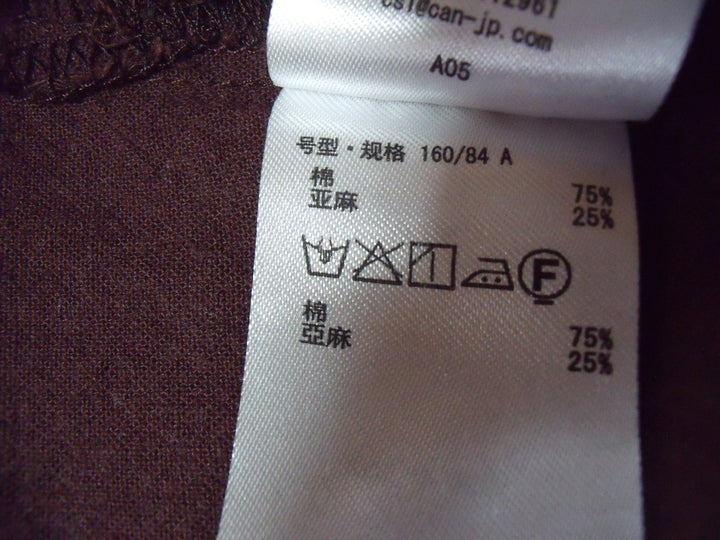 cs1@can-jp.com
A05
号型・规格 160/84 A
棉 75%
亚麻 25%
F
棉 75%
亞麻 25%